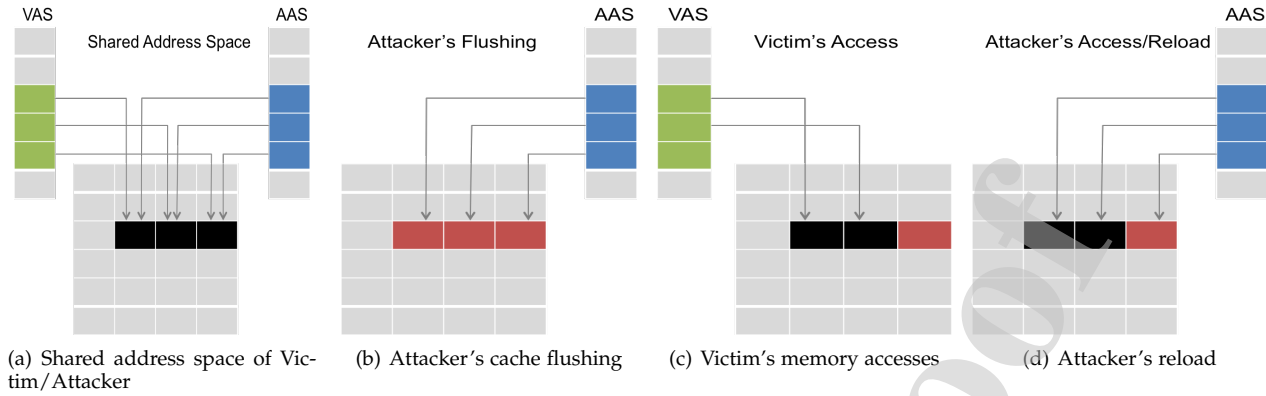 VAS
AAS
Shared Address Space
AAS
Attacker's Flushing
VAS
Victim's Access
AAS
Attacker's Access/Reload
(a) Shared address space of Vic-
tim/Attacker
(b) Attacker's cache flushing
(c) Victim's memory accesses
(d) Attacker's reload
oof